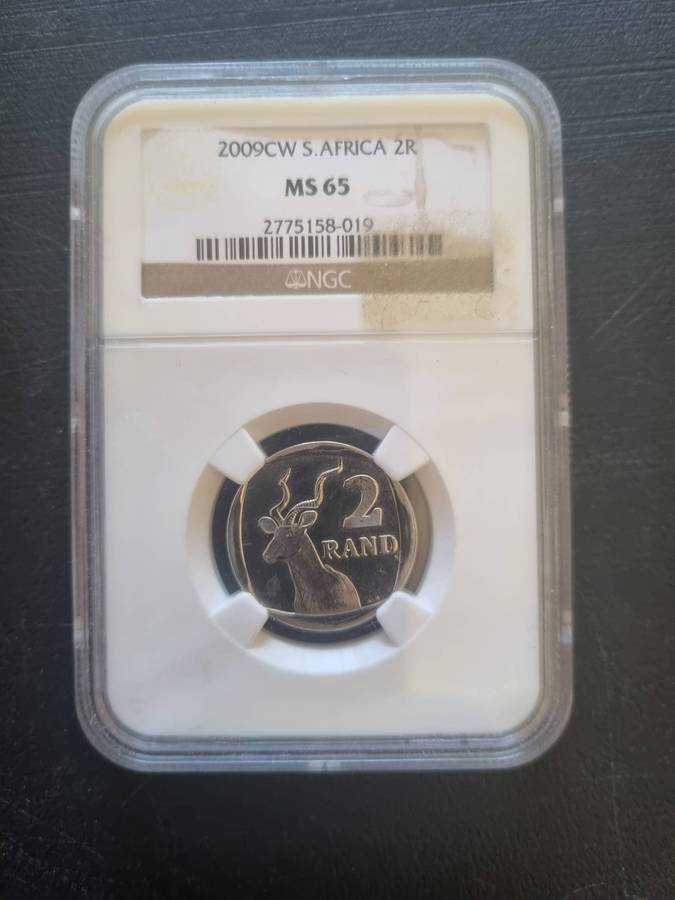 2009CW S.AFRICA 2R
MS 65
2775158-019
NGC
2
RAND